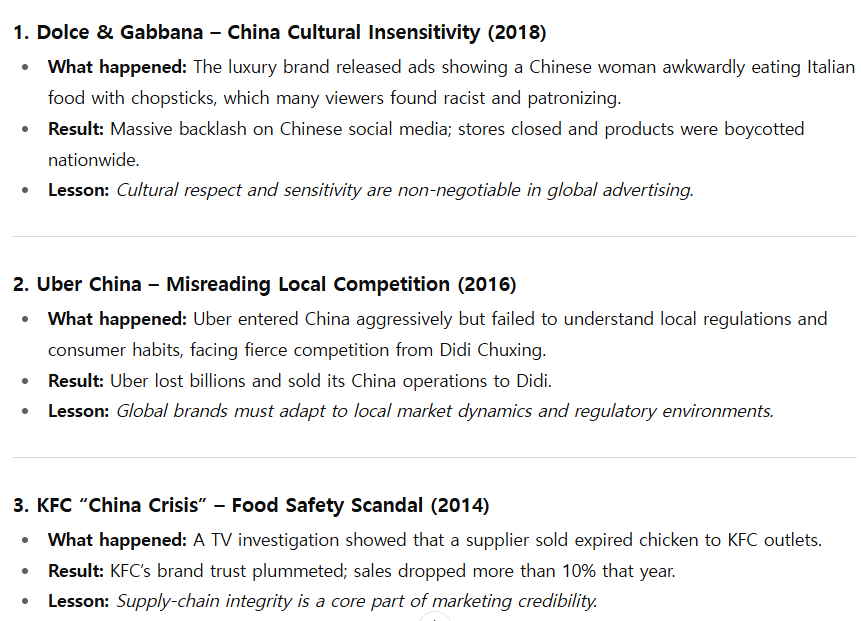 1. Dolce & Gabbana – China Cultural Insensitivity (2018)
• What happened: The luxury brand released ads showing a Chinese woman awkwardly eating Italian
food with chopsticks, which many viewers found racist and patronizing.
• Result: Massive backlash on Chinese social media; stores closed and products were boycotted
nationwide.
• Lesson: Cultural respect and sensitivity are non-negotiable in global advertising.
2. Uber China – Misreading Local Competition (2016)
• What happened: Uber entered China aggressively but failed to understand local regulations and
consumer habits, facing fierce competition from Didi Chuxing.
• Result: Uber lost billions and sold its China operations to Didi.
• Lesson: Global brands must adapt to local market dynamics and regulatory environments.
3. KFC “China Crisis” – Food Safety Scandal (2014)
• What happened: A TV investigation showed that a supplier sold expired chicken to KFC outlets.
• Result: KFC’s brand trust plummeted; sales dropped more than 10% that year.
• Lesson: Supply-chain integrity is a core part of marketing credibility.